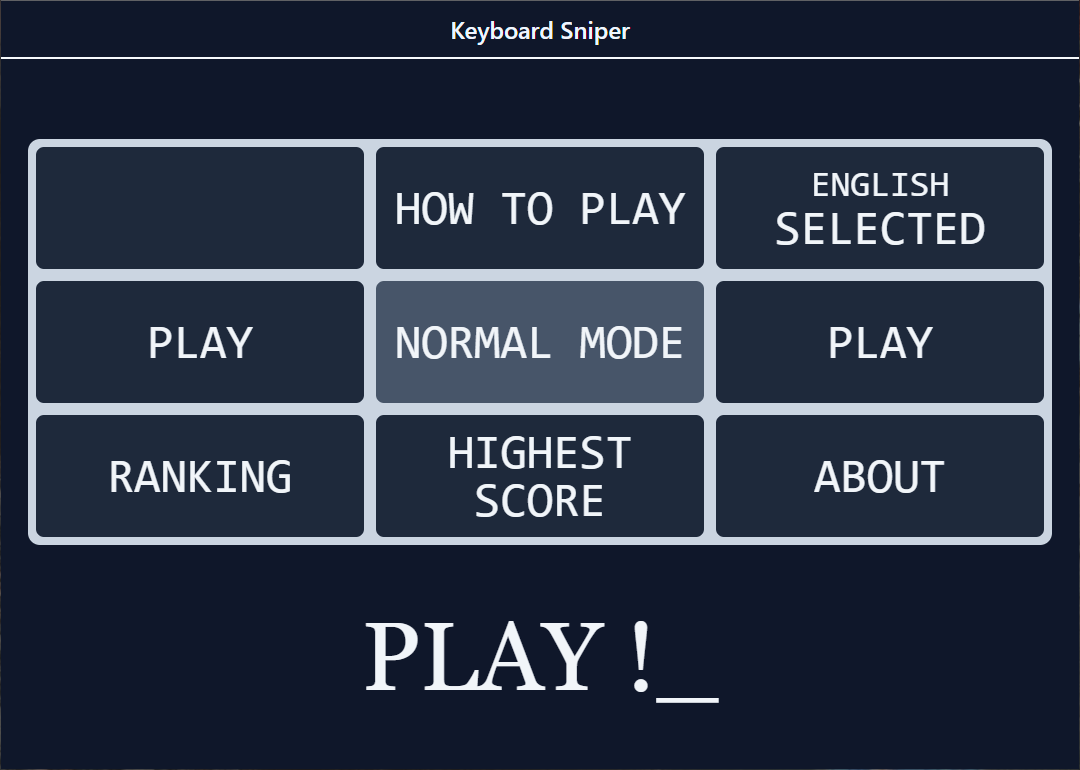 Keyboard Sniper
HOW TO PLAY
ENGLISH
SELECTED
PLAY
NORMAL MODE
PLAY
RANKING
HIGHEST
SCORE
ABOUT
PLAY!_